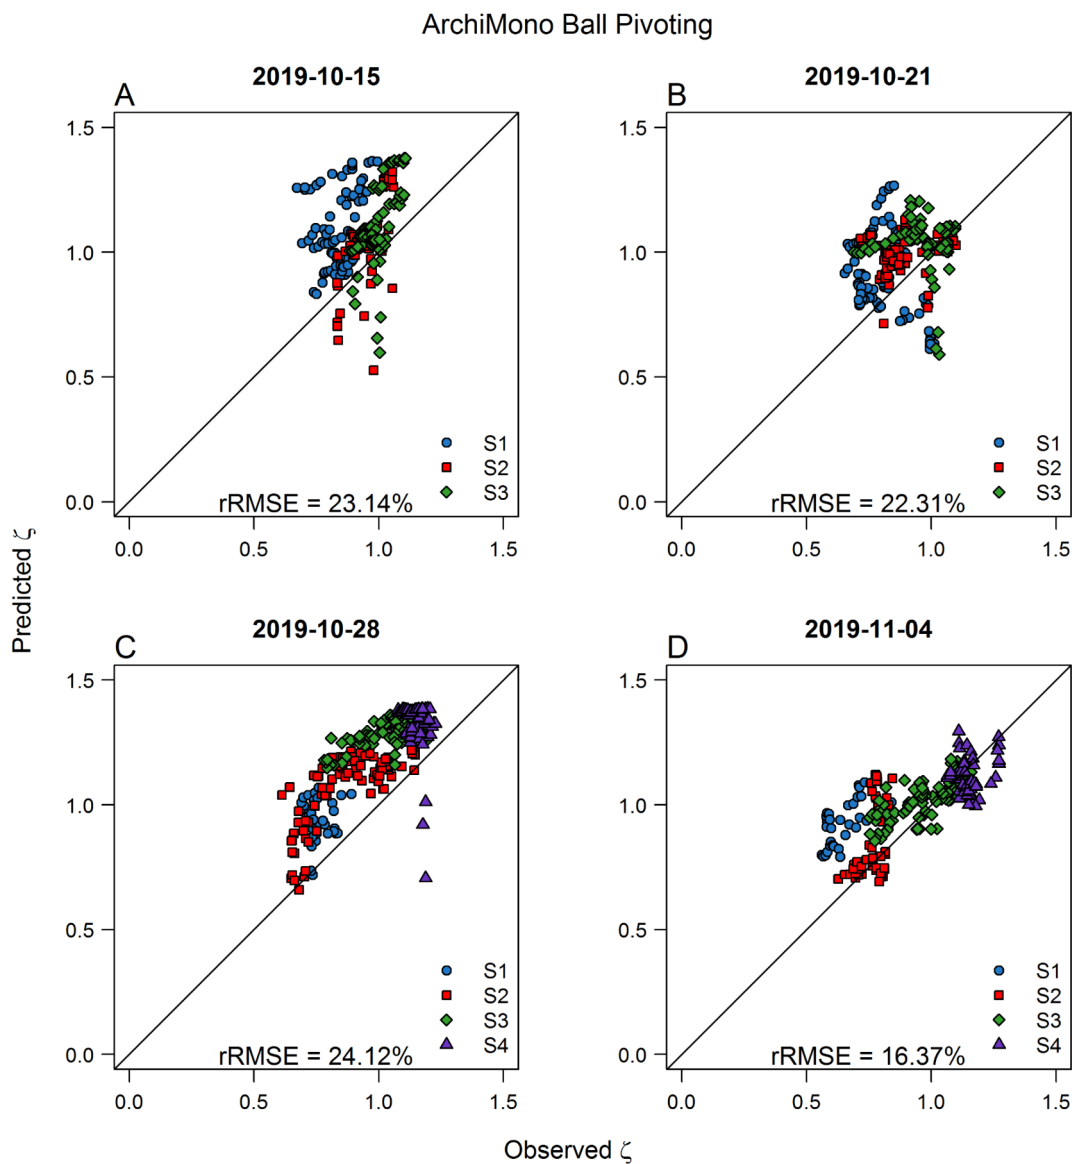 ArchiMono Ball Pivoting
2019-10-15
A
1.5
1.0
0.5
0.0
S1
S2
S3
rRMSE = 23.14%
0.0 0.5 1.0 1.5
2019-10-21
B
1.5
1.0
0.5
0.0
S1
S2
S3
rRMSE = 22.31%
0.0 0.5 1.0 1.5
Predicted ζ
2019-10-28
C
1.5
1.0
0.5
0.0
S1
S2
S3
S4
rRMSE = 24.12%
0.0 0.5 1.0 1.5
2019-11-04
D
1.5
1.0
0.5
0.0
S1
S2
S3
S4
rRMSE = 16.37%
0.0 0.5 1.0 1.5
Observed ζ